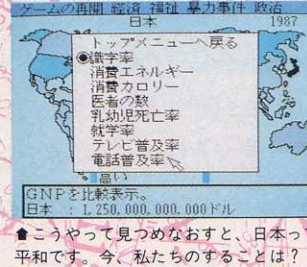 ゲームの再開 経済 福祉 暴力事件 政治
日本 1987
トップメニューへ戻る
識字率
消費エネルギー
消費カロリー
医者の数
乳幼児死亡率
就学率
テレビ普及率
電話普及率
高い
GNPを比較表示。
日本 : 1,250,000,000,000ドル
⬆こうやって見つめなおすと、日本っ
平和です。今、私たちのすることは?